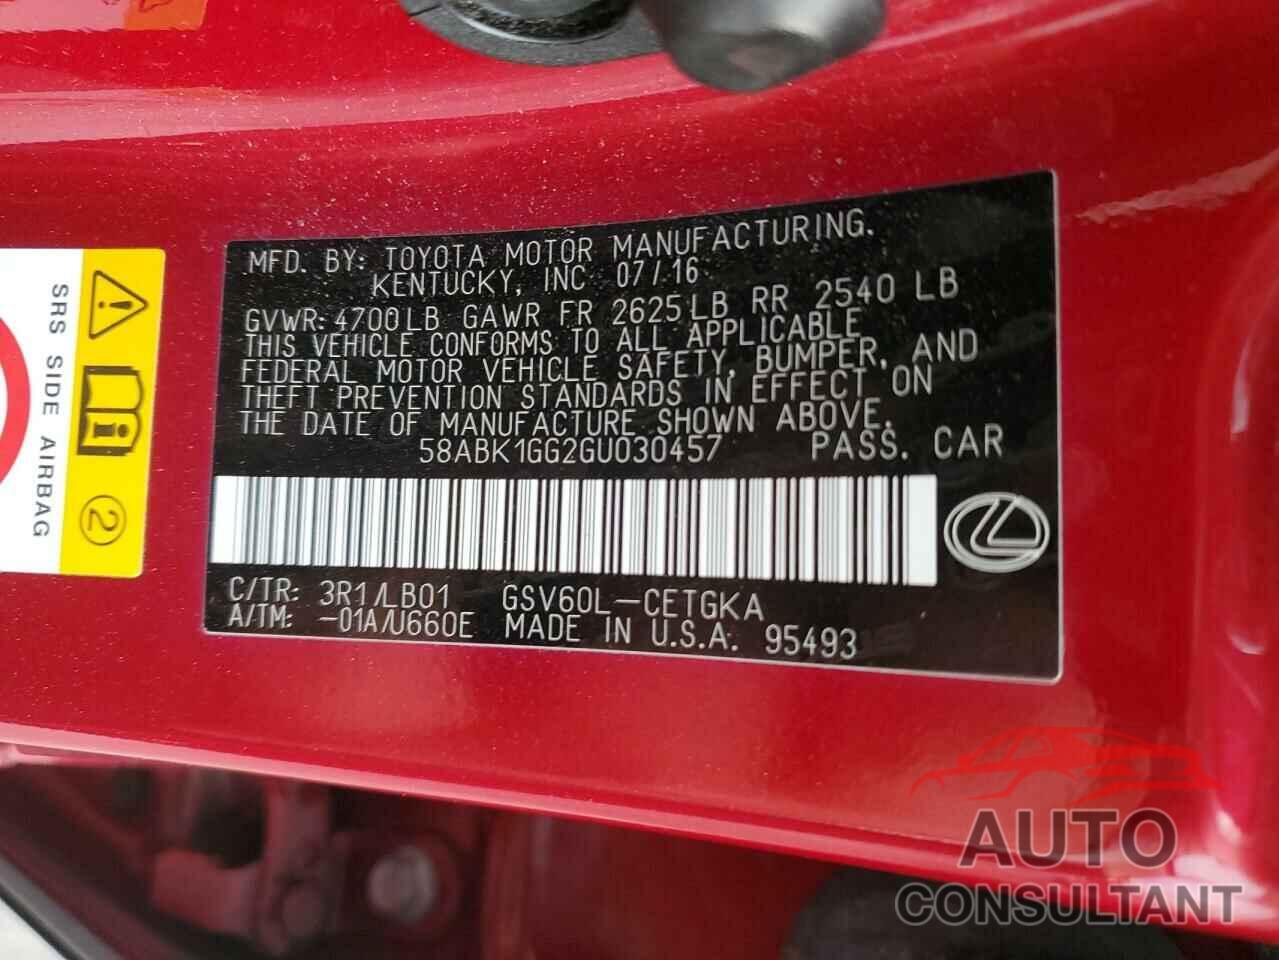 MFD. BY: TOYOTA MOTOR MANUFACTURING.
KENTUCKY, INC 07/16
GVWR: 4700LB GAWR FR 2625LB RR 2540 LB
THIS VEHICLE CONFORMS TO ALL APPLICABLE
FEDERAL MOTOR VEHICLE SAFETY, BUMPER, AND
THEFT PREVENTION STANDARDS IN EFFECT ON
THE DATE OF MANUFACTURE SHOWN ABOVE.
58ABK1GG2GU030457 PASS. CAR
C/TR: 3R1/LB01 GSV60L-CETGKA
A/TM: -01A/U660E MADE IN U.S.A. 95493
SRS SIDE AIRBAG
2
AUTO
CONSULTANT